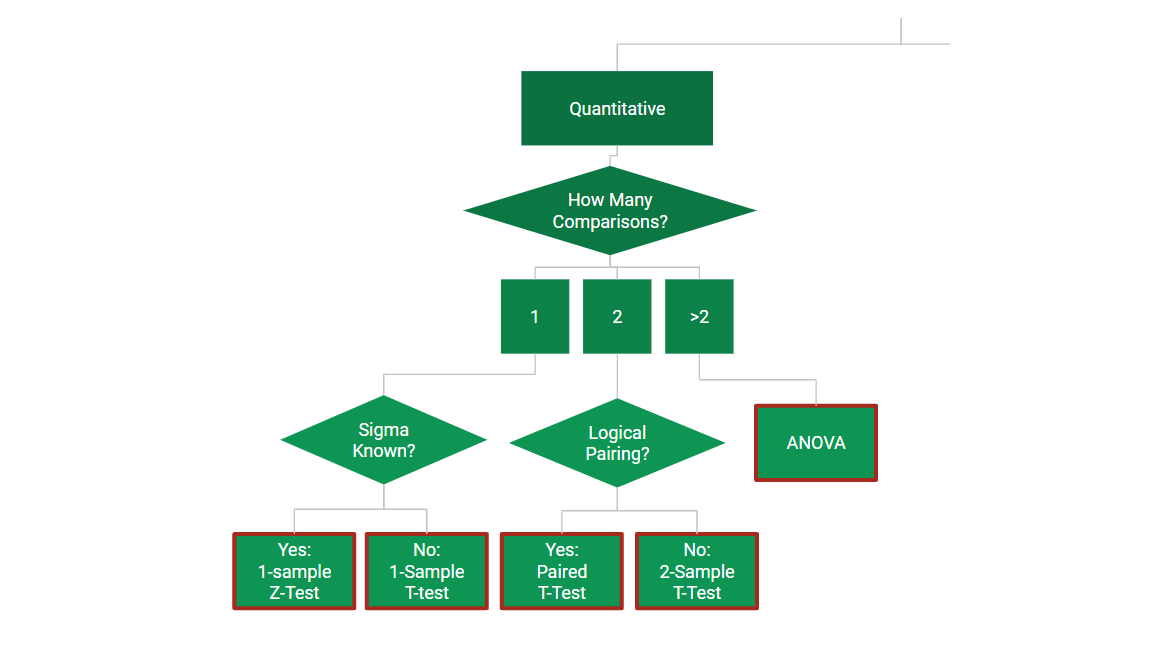 Quantitative
How Many
Comparisons?
1
2
>2
Sigma
Known?
Logical
Pairing?
ANOVA
Yes:
1-sample
Z-Test
No:
1-Sample
T-test
Yes:
Paired
T-Test
No:
2-Sample
T-Test